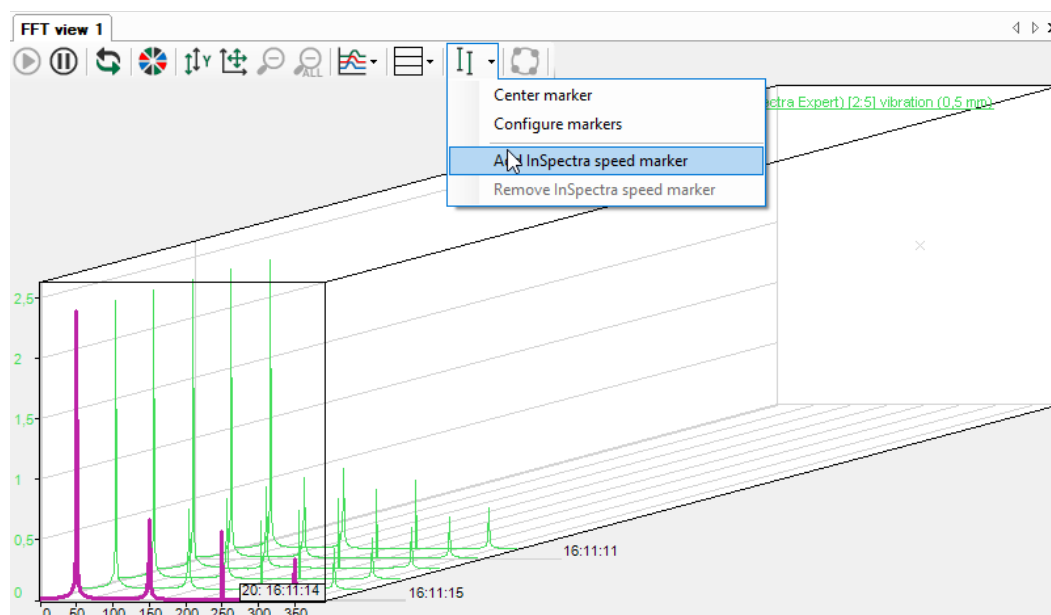 FFT view 1
Y
ALL
Center marker
Configure markers
InSpectra speed marker
Remove InSpectra speed marker
Expert) [2:5] vibration (0,5 mm)
2,5
2
1,5
1
0,5
0
16:11:11
16:11:15
20: 16:11:14
0 50 100 150 200 250 300 350